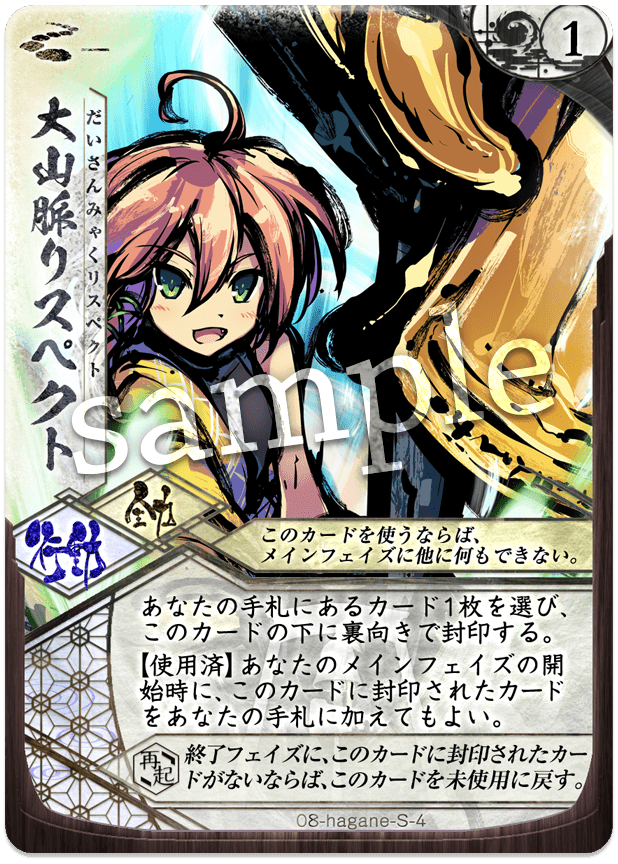 1
大山脈リスペクト
だいさんみゃくリスペクト
sample
行動
全力
このカードを使うならば、
メインフェイズに他に何もできない。
あなたの手札にあるカード1枚を選び、
このカードの下に裏向きで封印する。
【使用済】あなたのメインフェイズの開
始時に、このカードに封印されたカード
をあなたの手札に加えてもよい。
再起
終了フェイズに、このカードに封印されたカー
ドがないならば、このカードを未使用に戻す。
08-hagane-S-4